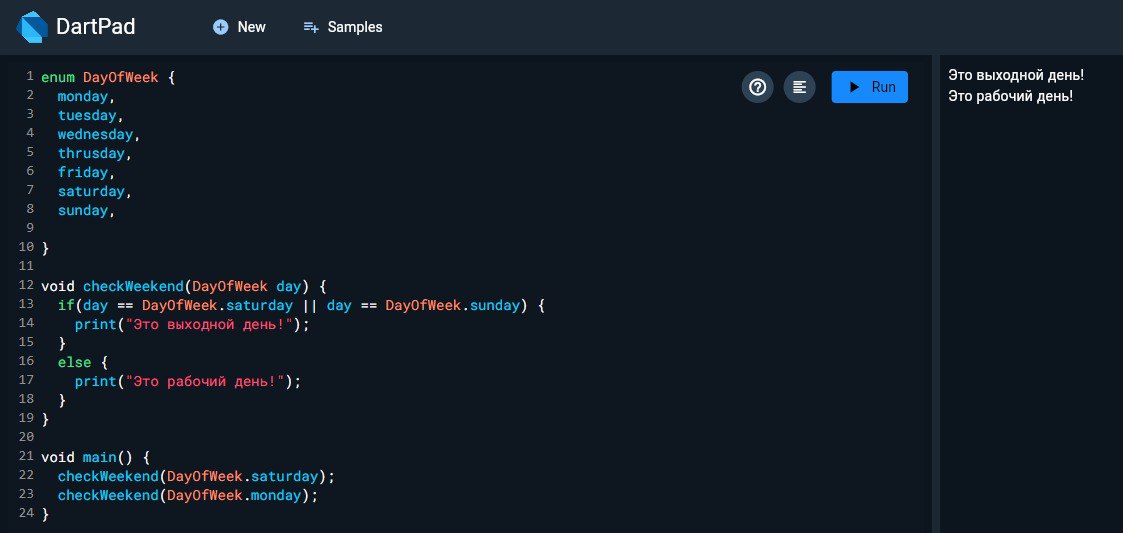 DartPad
New
Samples
Run
1 enum DayOfWeek {
2   monday,
3   tuesday,
4   wednesday,
5   thrusday,
6   friday,
7   saturday,
8   sunday,
9
10 }
11
12 void checkWeekend(DayOfWeek day) {
13   if(day == DayOfWeek.saturday || day == DayOfWeek.sunday) {
14     print("Это выходной день!");
15   }
16   else {
17     print("Это рабочий день!");
18   }
19 }
20
21 void main() {
22   checkWeekend(DayOfWeek.saturday);
23   checkWeekend(DayOfWeek.monday);
24 }
Это выходной день!
Это рабочий день!